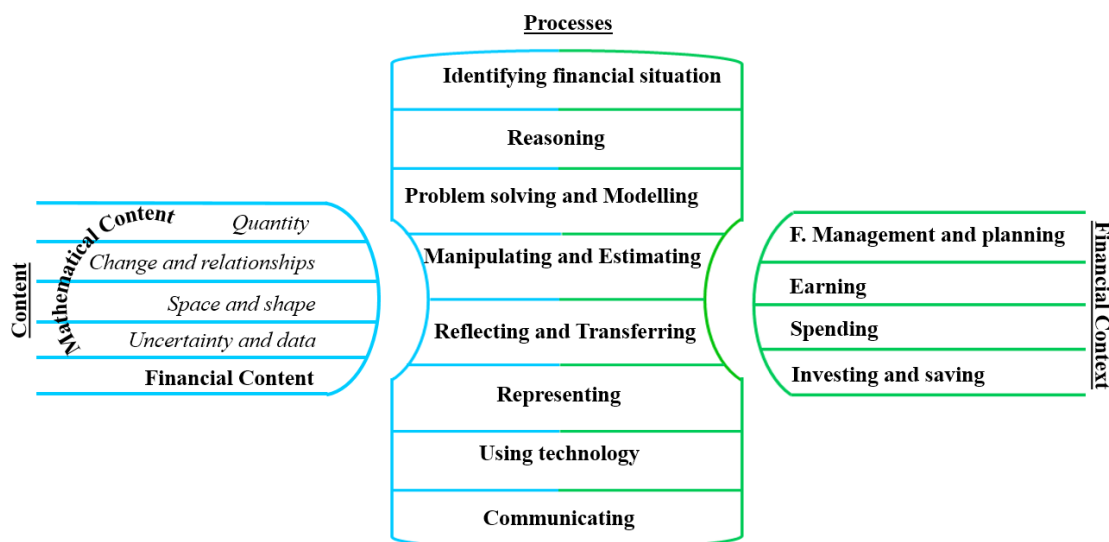 Processes
Identifying financial situation
Reasoning
Problem solving and Modelling
Manipulating and Estimating
Reflecting and Transferring
Representing
Using technology
Communicating
Content
Mathematical Content
Quantity
Change and relationships
Space and shape
Uncertainty and data
Financial Content
F. Management and planning
Earning
Spending
Investing and saving
Financial Context